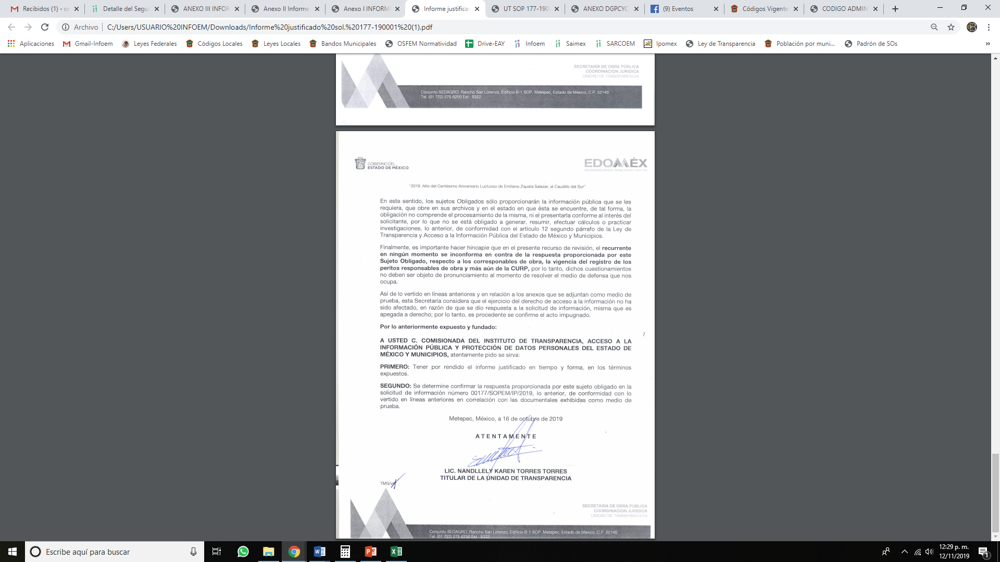 Recibidos (1) - ce
Detalle del Segui
ANEXO III INFOR
Anexo II Informe
Anexo I INFORM
Informe justificac
UT SOP 177-190
ANEXO DGPCYC
(9) Eventos
Códigos Vigente
CODIGO ADMIN
Archivo
C:/Users/USUARIO%20INFOEM/Downloads/Informe%20justificado%20sol.%20177-190001%20(1).pdf
Aplicaciones
Gmail-Infoem
Leyes Federales
Códigos Locales
Leyes Locales
Bandos Municipales
OSFEM Normatividad
Drive-EAY
Infoem
Saimex
SARCOEM
Ipomex
Ley de Transparencia
Población por muni...
Padrón de SOs
»
SECRETARÍA DE OBRA PÚBLICA
COORDINACION JURIDICA
UNIDAD DE TRANSPARENCIA
Conjunto SEDAGRO, Rancho San Lorenzo, Edificio B-1 SOP, Metepec, Estado de México, C.P. 52140
Tel. (01 722) 275 6250 Ext. 5322
GOBIERNO DEL
ESTADO DE MÉXICO
EDOMÉX
DECISIONES FIRMES, RESULTADOS FUERTES
"2019. Año del Centésimo Aniversario Luctuoso de Emiliano Zapata Salazar, el Caudillo del Sur"
En este sentido, los sujetos Obligados sólo proporcionarán la información pública que se les
requiera, que obre en sus archivos y en el estado en que ésta se encuentre, de tal forma, la
obligación no comprende el procesamiento de la misma, ni el presentarla conforme al interés del
solicitante, por lo que no se está obligado a generar, resumir, efectuar cálculos o practicar
investigaciones, lo anterior, de conformidad con el artículo 12 segundo párrafo de la Ley de
Transparencia y Acceso a la Información Pública del Estado de México y Municipios.
Finalmente, es importante hacer hincapie que en el presente recurso de revisión, el recurrente
en ningún momento se inconforma en contra de la respuesta proporcionada por este
Sujeto Obligado, respecto a los corresponables de obra, la vigencia del registro de los
peritos responsables de obra y más aún de la CURP, por lo tanto, dichos cuestionamientos
no deben ser objeto de pronunciamiento al momento de resolver el medio de defensa que nos
ocupa.
Así de lo vertido en líneas anteriores y en relación a los anexos que se adjuntan como medio de
prueba, esta Secretaría considera que el ejercicio del derecho de acceso a la información no ha
sido afectado, en razón de que se dio respuesta a la solicitud de información, misma que es
apegada a derecho; por lo tanto, es procedente se confirme el acto impugnado.
Por lo anteriormente expuesto y fundado:
7
A USTED C. COMISIONADA DEL INSTITUTO DE TRANSPARENCIA, ACCESO A LA
INFORMACIÓN PÚBLICA Y PROTECCIÓN DE DATOS PERSONALES DEL ESTADO DE
MÉXICO Y MUNICIPIOS, atentamente pido se sirva:
PRIMERO: Tener por rendido el informe justificado en tiempo y forma, en los términos
expuestos.
SEGUNDO: Se determine confirmar la respuesta proporcionada por este sujeto obligado en la
solicitud de información número 00177/SOPEM/IP/2019, lo anterior, de conformidad con lo
vertido en líneas anteriores en correlación con las documentales exhibidas como medio de
prueba.
Metepec, México, a 16 de octubre de 2019
A T E N T A M E N T E
LIC. NANDLLELY KAREN TORRES TORRES
TITULAR DE LA UNIDAD DE TRANSPARENCIA
SECRETARÍA DE OBRA PÚBLICA
COORDINACION JURIDICA
UNIDAD DE TRANSPARENCIA
Conjunto SEDAGRO, Rancho San Lorenzo, Edificio B-1 SOP, Metepec, Estado de México, C.P. 52140
Tel. (01 722) 275 6250 Ext. 5322
Escribe aquí para buscar
12:29 p. m.
12/11/2019
1